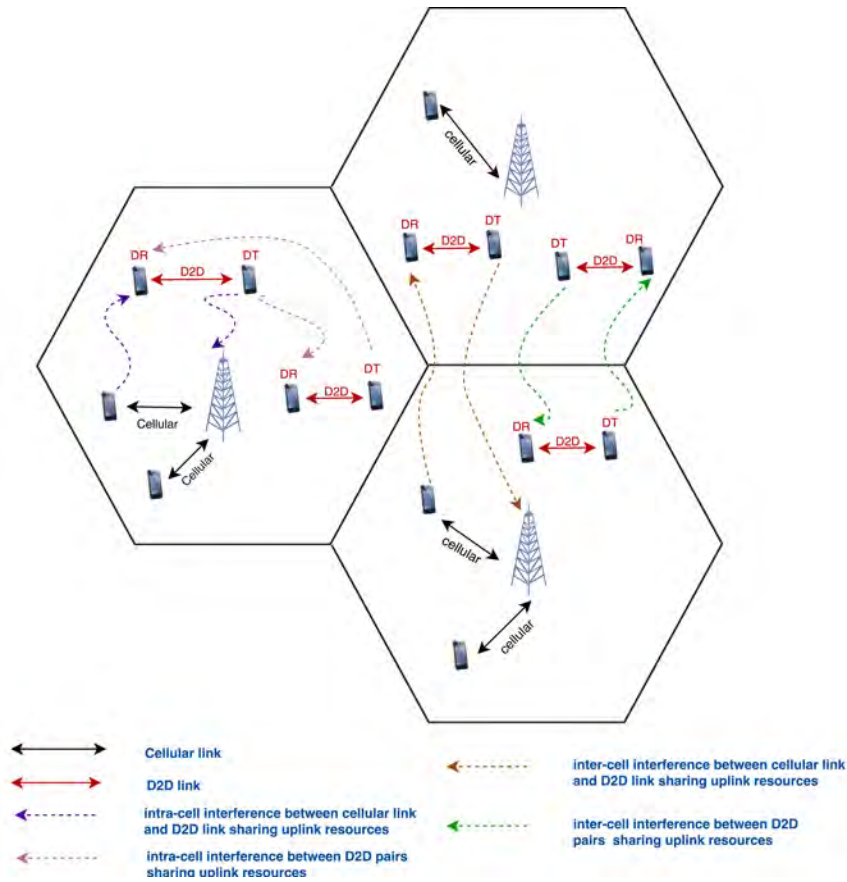 cellular
DR
D2D
DT
DT
D2D
DR
DR
D2D
DT
DR
D2D
DT
Cellular
Cellular
DR
D2D
DT
cellular
cellular
Cellular link
D2D link
intra-cell interference between cellular link
and D2D link sharing uplink resources
intra-cell interference between D2D pairs
sharing uplink resources
inter-cell interference between cellular link
and D2D link sharing uplink resources
inter-cell interference between D2D
pairs sharing uplink resources